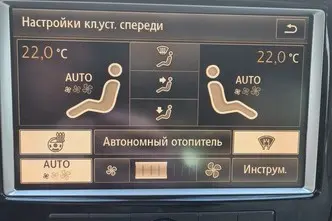 Настройки кл.уст. спереди
22,0 °C
22,0 °C
AUTO
AUTO
Автономный отопитель
AUTO
Инструм.